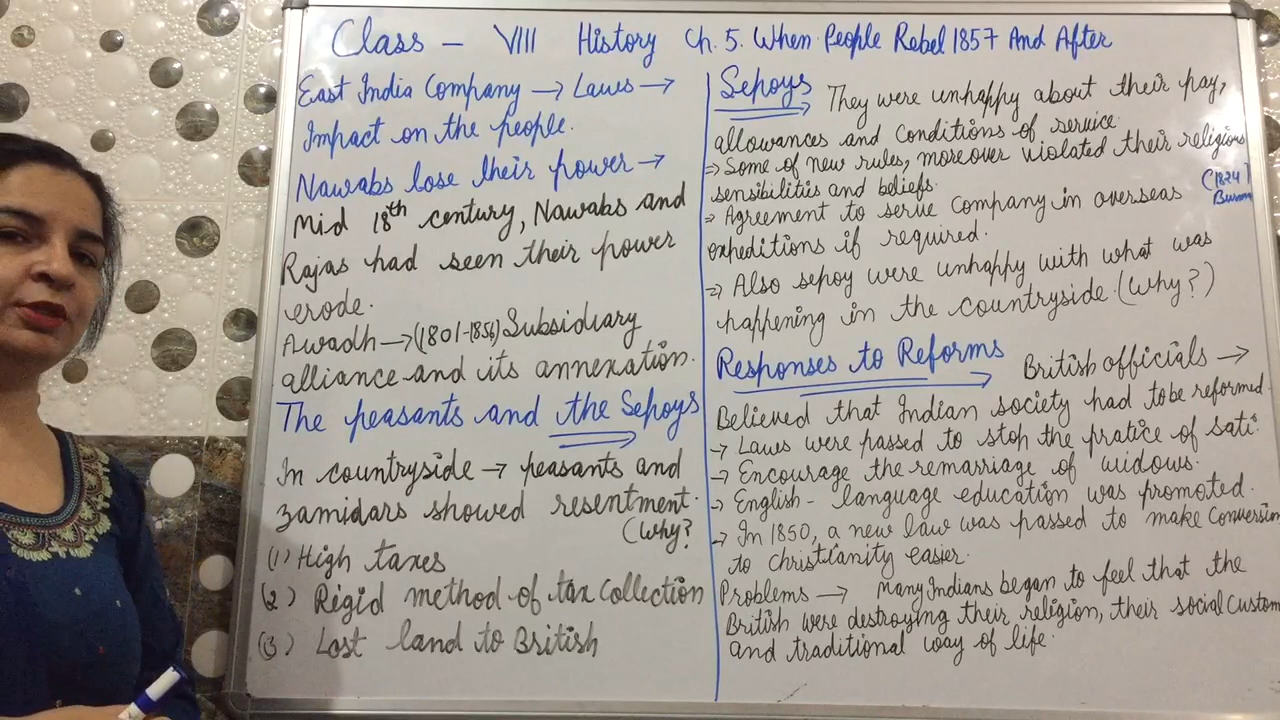 Class - VIII History Ch. 5. When People Rebel 1857 And After
East India Company → Laws →
Impact on the people.
Nawabs lose their power →
Mid 18th century, Nawabs and
Rajas had seen their power
erode.
Awadh → (1801-1856) Subsidiary
alliance and its annexation.
The peasants and the Sepoys
In countryside → peasants and
zamidars showed resentment.
(Why?
(1) High taxes
(2) Rigid method of tax Collection
(3) Lost land to British
Sepoys They were unhappy about their pay,
allowances and conditions of service.
⇒ Some of new rules, moreover violated their religious
sensibilities and beliefs.
⇒ Agreement to serve Company in overseas (1824)
expeditions if required.
⇒ Also sepoy were unhappy with what was
happening in the countryside. (Why?)
Responses to Reforms British officials →
Believed that Indian society had to be reformed.
→ Laws were passed to stop the pratice of sati.
→ Encourage the remarriage of widows.
→ English - language education was promoted.
→ In 1850, a new law was passed to make Conversion
to Christianity easier.
Problems → Many Indians began to feel that the
British were destroying their religion, their social Custom
and traditional way of life.